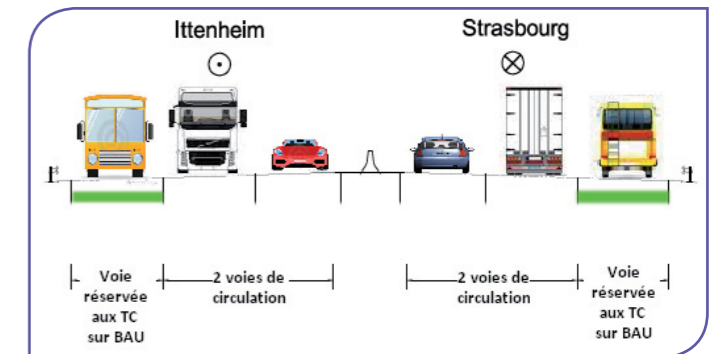 Ittenheim
Strasbourg
Voie
réservée
aux TC
sur BAU
2 voies de
circulation
2 voies de
circulation
Voie
réservée
aux TC
sur BAU